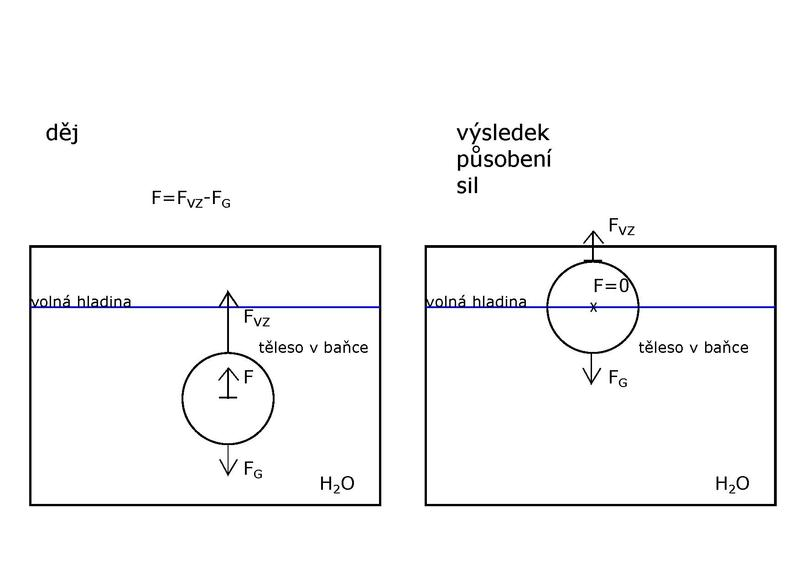 děj
F=F_VZ-F_G
volná hladina
F_VZ
těleso v baňce
F
F_G
H₂O
výsledek
působení
sil
F_VZ
F=0
volná hladina
x
těleso v baňce
F_G
H₂O